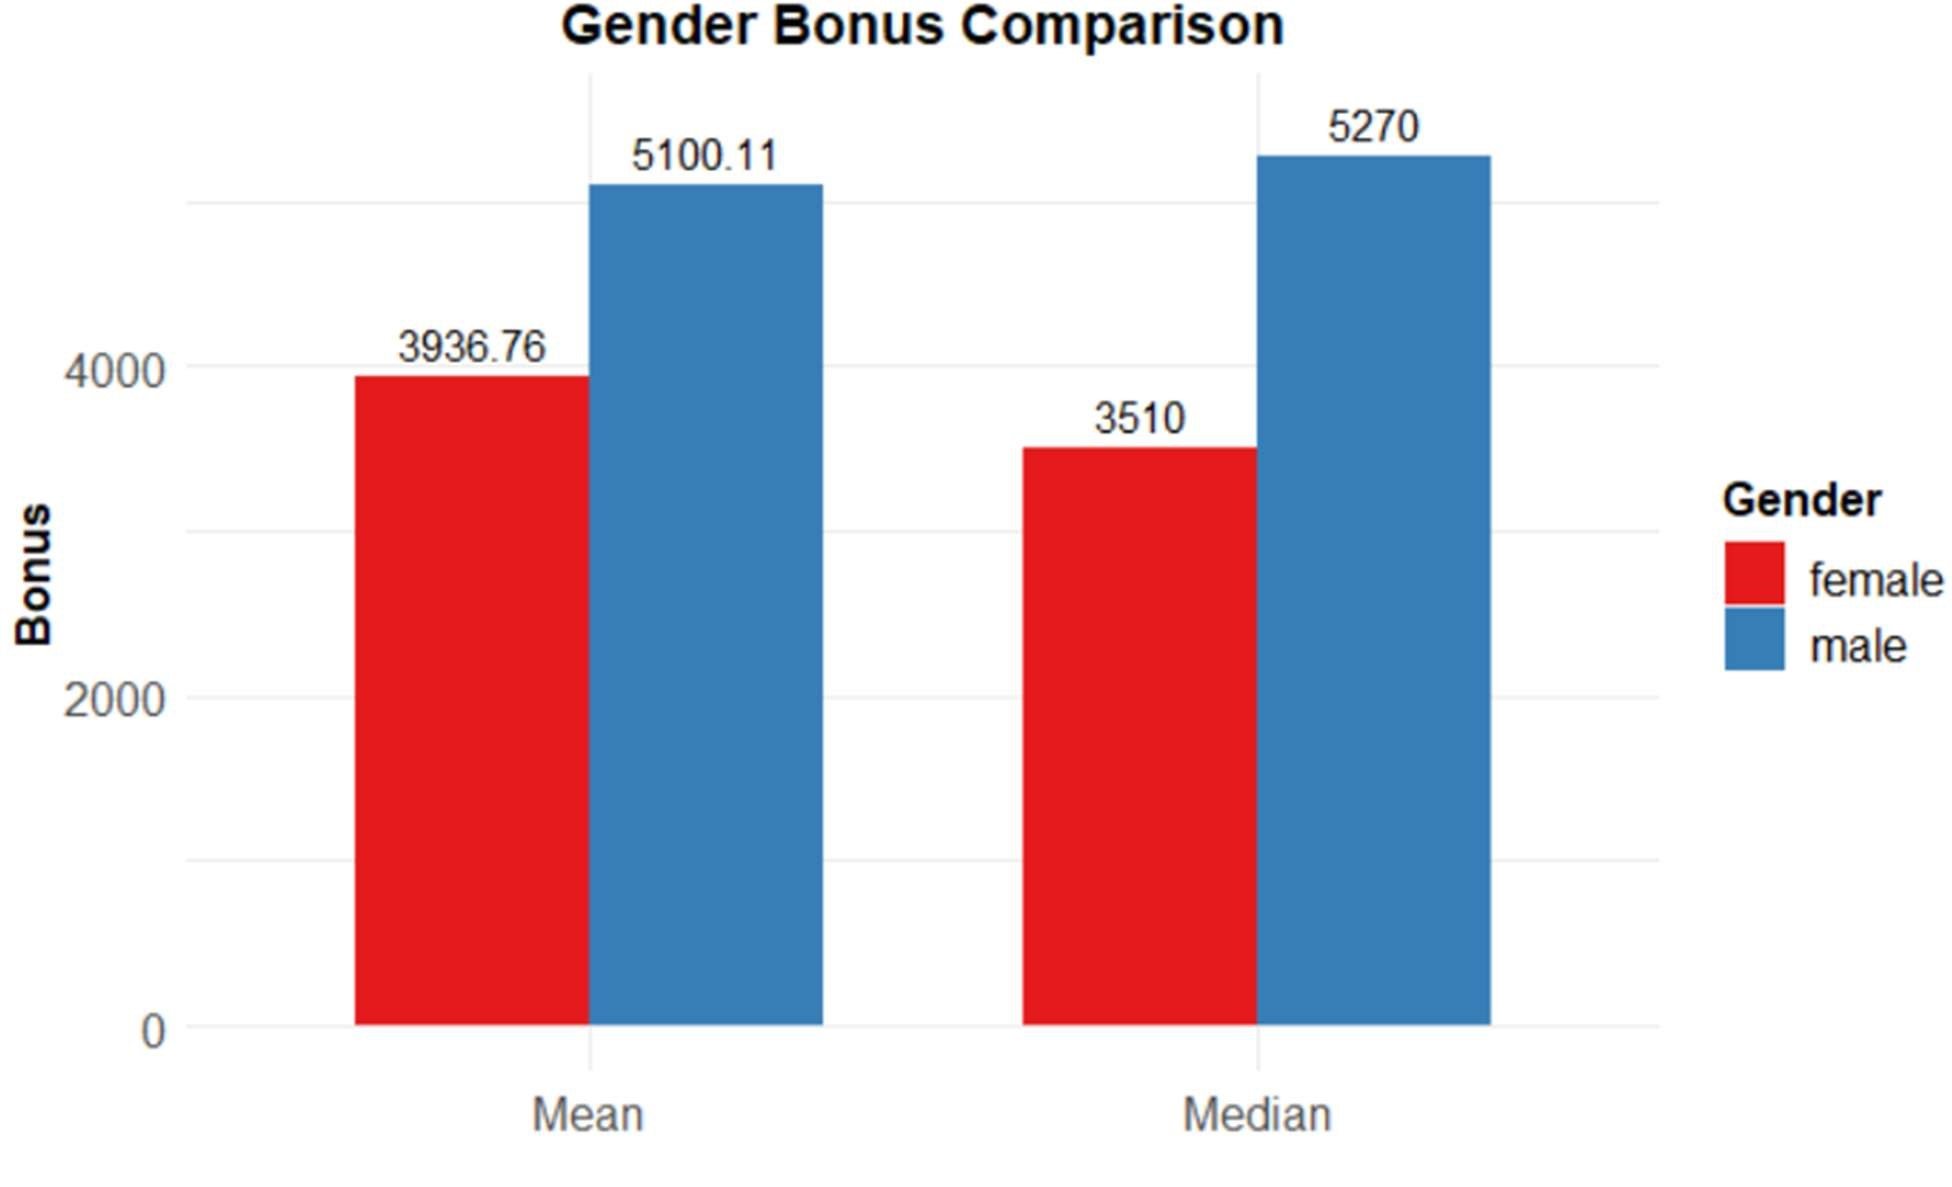 Gender Bonus Comparison
5270
5100.11
3936.76
4000
3510
Bonus
Gender
female
male
2000
0
Mean
Median